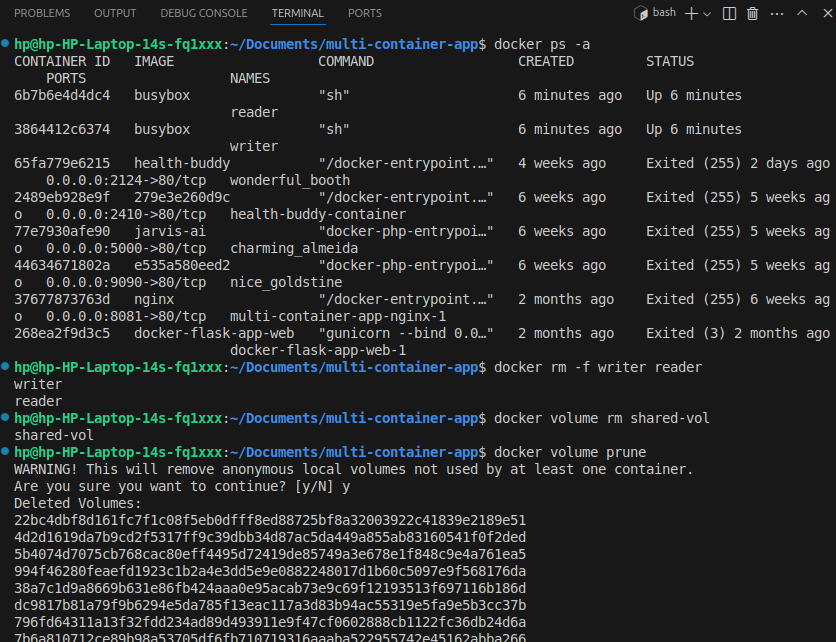 PROBLEMS OUTPUT DEBUG CONSOLE TERMINAL PORTS bash
hp@hp-HP-Laptop-14s-fq1xxx:~/Documents/multi-container-app$ docker ps -a
CONTAINER ID   IMAGE                  COMMAND                  CREATED         STATUS
    PORTS                  NAMES
6b7b6e4d4dc4   busybox                "sh"                     6 minutes ago   Up 6 minutes
                           reader
3864412c6374   busybox                "sh"                     6 minutes ago   Up 6 minutes
                           writer
65fa779e6215   health-buddy           "/docker-entrypoint.…"   4 weeks ago     Exited (255) 2 days ago
    0.0.0.0:2124->80/tcp   wonderful_booth
2489eb928e9f   279e3e260d9c           "/docker-entrypoint.…"   6 weeks ago     Exited (255) 5 weeks ag
o   0.0.0.0:2410->80/tcp   health-buddy-container
77e7930afe90   jarvis-ai              "docker-php-entrypoi…"   6 weeks ago     Exited (255) 5 weeks ag
o   0.0.0.0:5000->80/tcp   charming_almeida
44634671802a   e535a580eed2           "docker-php-entrypoi…"   6 weeks ago     Exited (255) 5 weeks ag
o   0.0.0.0:9090->80/tcp   nice_goldstine
37677873763d   nginx                  "/docker-entrypoint.…"   2 months ago    Exited (255) 6 weeks ag
o   0.0.0.0:8081->80/tcp   multi-container-app-nginx-1
268ea2f9d3c5   docker-flask-app-web   "gunicorn --bind 0.0…"   2 months ago    Exited (3) 2 months ago
                           docker-flask-app-web-1
hp@hp-HP-Laptop-14s-fq1xxx:~/Documents/multi-container-app$ docker rm -f writer reader
writer
reader
hp@hp-HP-Laptop-14s-fq1xxx:~/Documents/multi-container-app$ docker volume rm shared-vol
shared-vol
hp@hp-HP-Laptop-14s-fq1xxx:~/Documents/multi-container-app$ docker volume prune
WARNING! This will remove anonymous local volumes not used by at least one container.
Are you sure you want to continue? [y/N] y
Deleted Volumes:
22bc4dbf8d161fc7f1c08f5eb0dfff8ed88725bf8a32003922c41839e2189e51
4d2d1619da7b9cd2f5317ff9c39dbb34d87ac5da449a855ab83160541f0f2ded
5b4074d7075cb768cac80eff4495d72419de85749a3e678e1f848c9e4a761ea5
994f46280feaefd1923c1b2a4e3dd5e9e0882248017d1b60c5097e9f568176da
38a7c1d9a8669b631e86fb424aaa0e95acab73e9c69f12193513f697116b186d
dc9817b81a79f9b6294e5da785f13eac117a3d83b94ac55319e5fa9e5b3cc37b
796fd64311a13f32fdd234ad89d493911e9f47cf0602888cb1122fc36db24d6a
7b6a810712ce89b98a53705df6fb710719316aaaba522955742e45162abba266